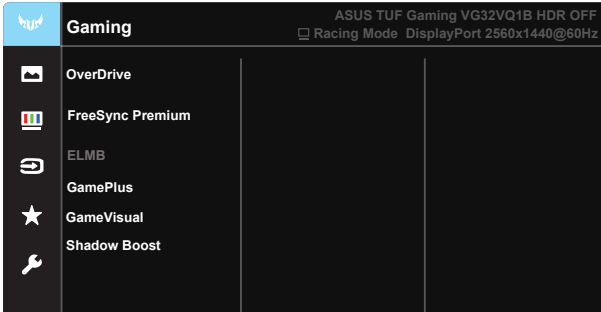 Gaming
ASUS TUF Gaming VG32VQ1B HDR OFF
Racing Mode DisplayPort 2560x1440@60Hz
OverDrive
FreeSync Premium
ELMB
GamePlus
GameVisual
Shadow Boost